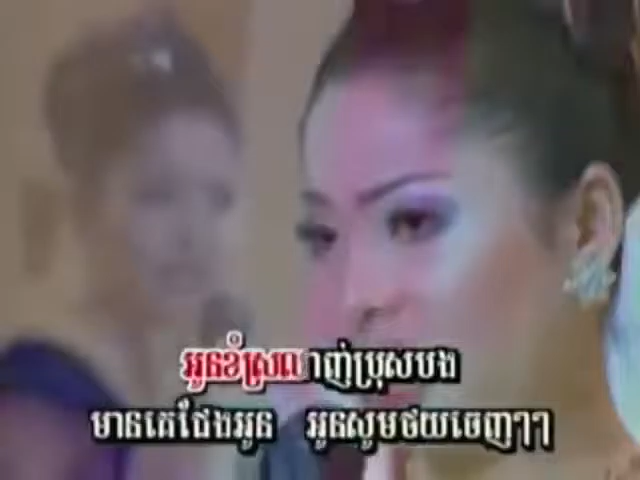 អូនខំស្រលាញ់ប្រុសបង
មានគេជែងអូន អូនសូមថយចេញៗៗ